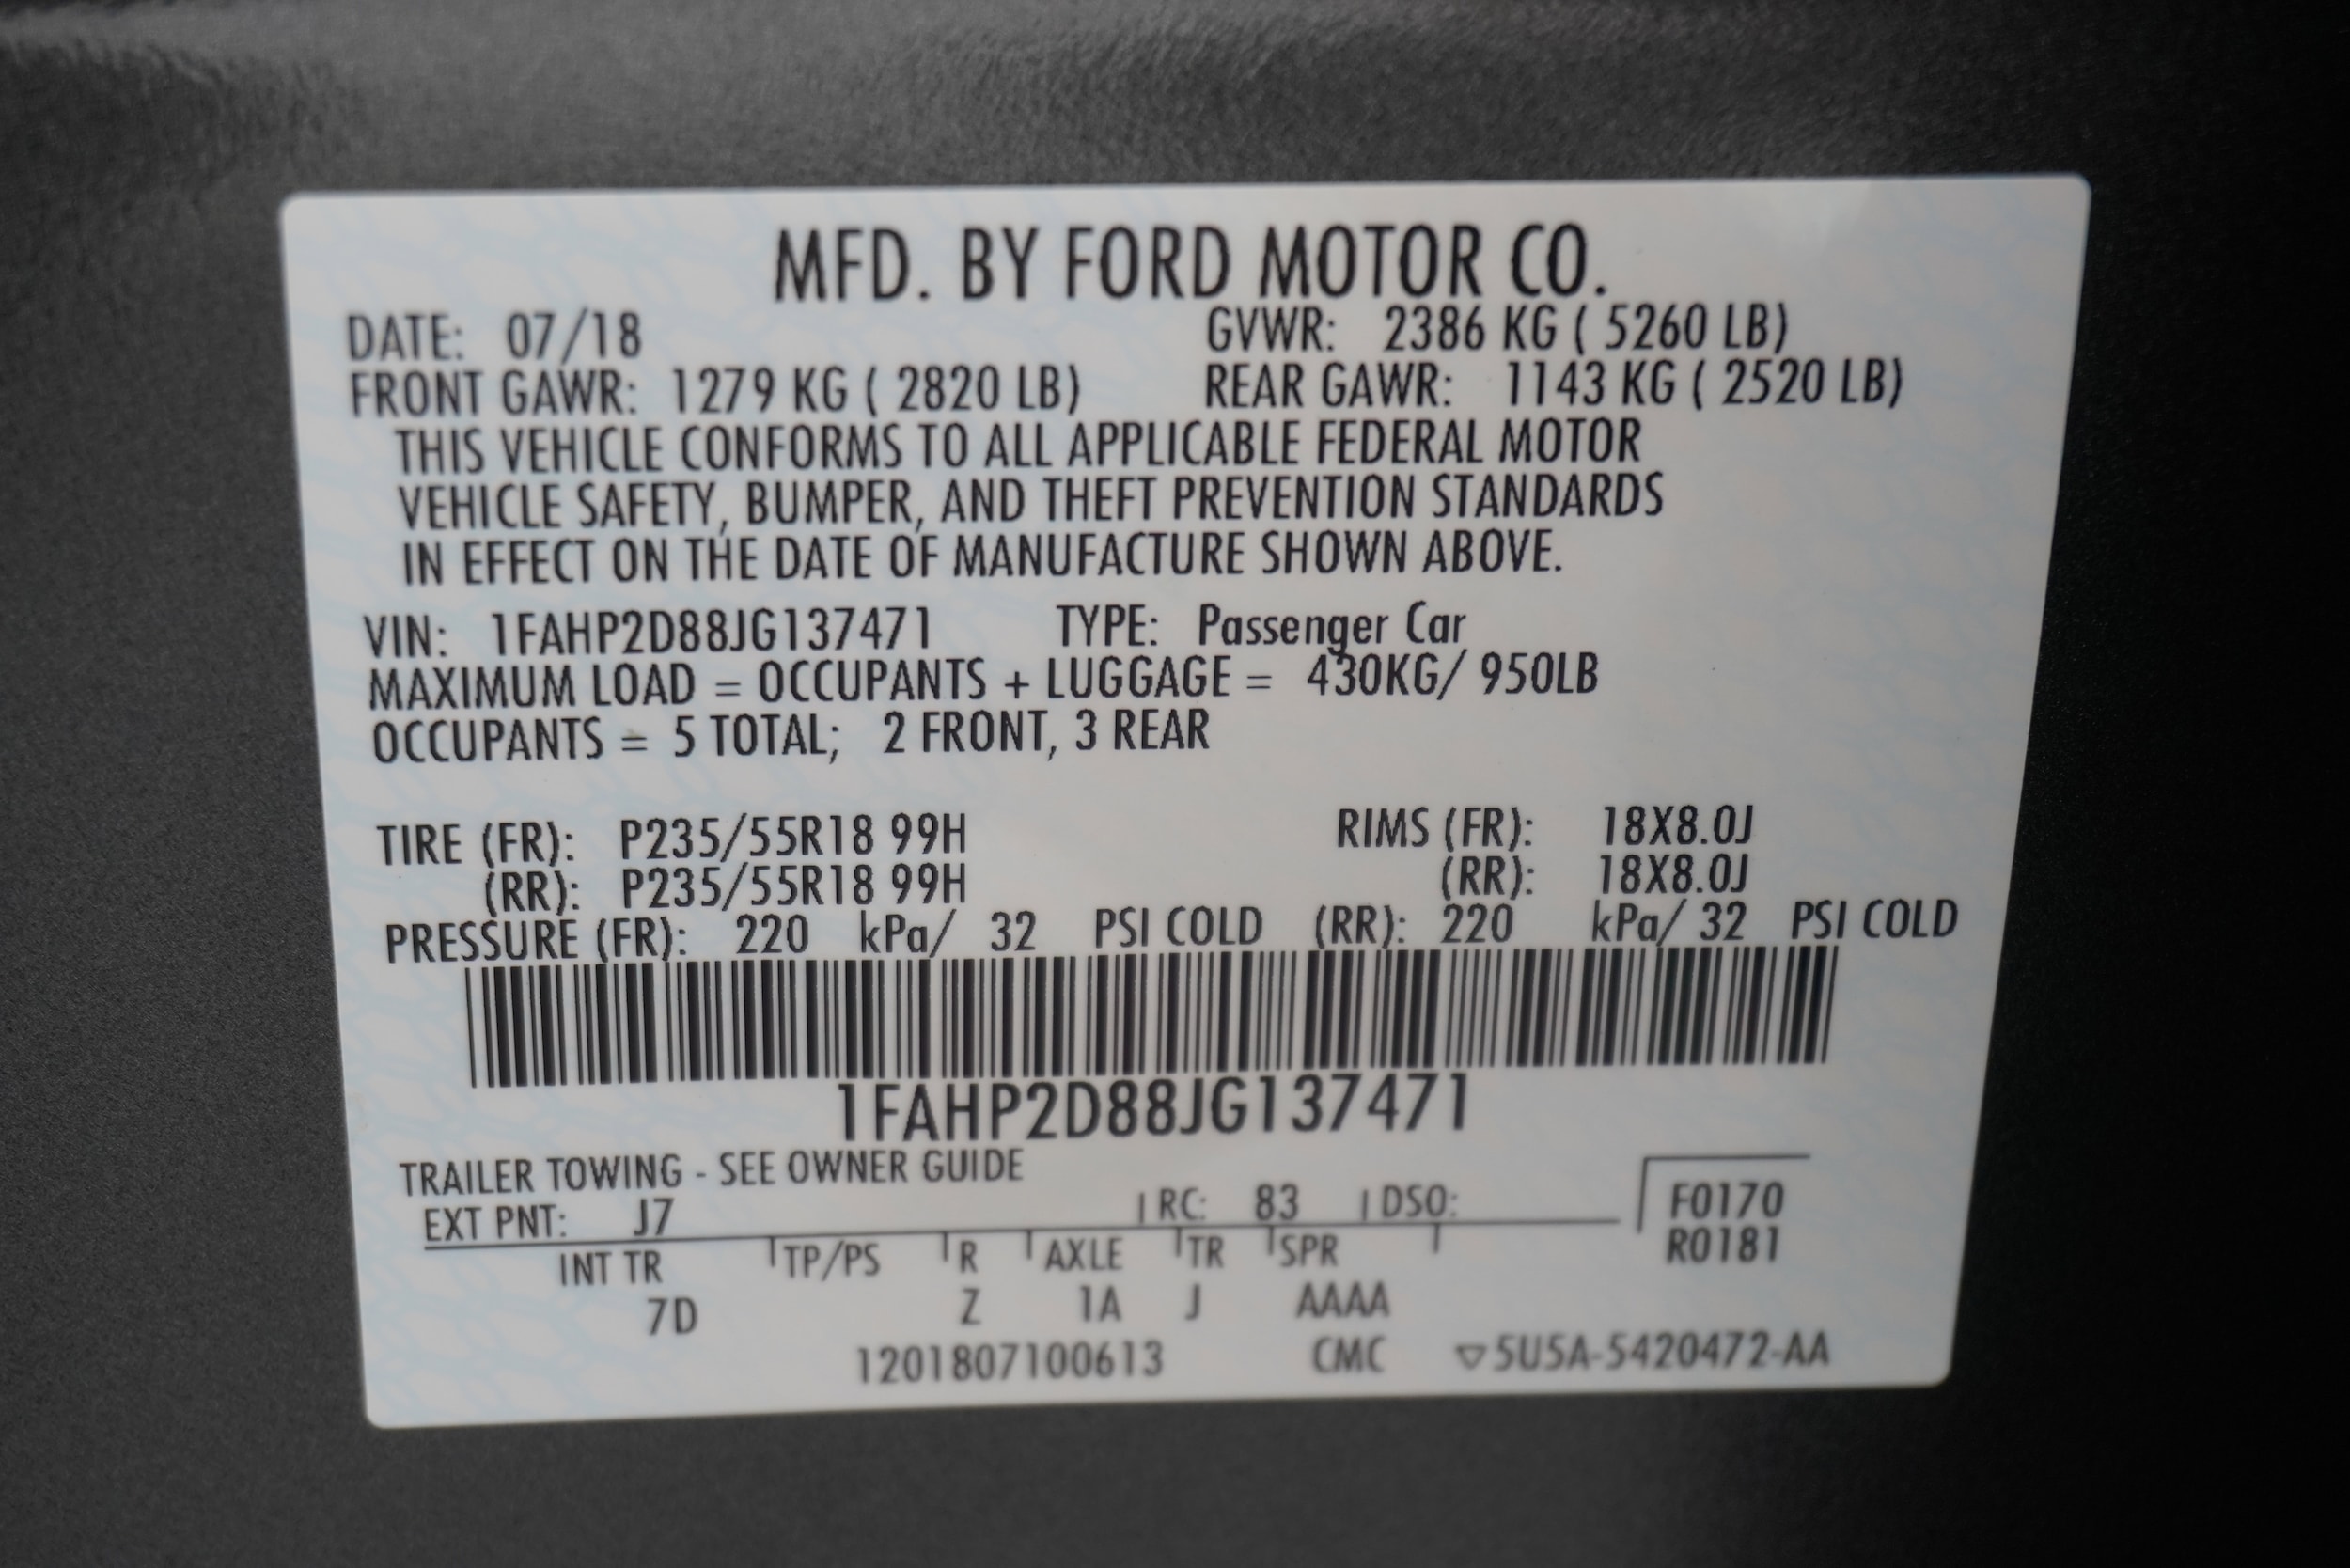 MFD. BY FORD MOTOR CO.
DATE: 07/18 GVWR: 2386 KG ( 5260 LB)
FRONT GAWR: 1279 KG ( 2820 LB) REAR GAWR: 1143 KG ( 2520 LB)
THIS VEHICLE CONFORMS TO ALL APPLICABLE FEDERAL MOTOR
VEHICLE SAFETY, BUMPER, AND THEFT PREVENTION STANDARDS
IN EFFECT ON THE DATE OF MANUFACTURE SHOWN ABOVE.
VIN: 1FAHP2D88JG137471 TYPE: Passenger Car
MAXIMUM LOAD = OCCUPANTS + LUGGAGE = 430KG/ 950LB
OCCUPANTS = 5 TOTAL; 2 FRONT, 3 REAR
TIRE (FR): P235/55R18 99H RIMS (FR): 18X8.0J
(RR): P235/55R18 99H (RR): 18X8.0J
PRESSURE (FR): 220 kPa/ 32 PSI COLD (RR): 220 kPa/ 32 PSI COLD
1FAHP2D88JG137471
TRAILER TOWING - SEE OWNER GUIDE
EXT PNT: J7 RC: 83 DSO: F0170
INT TR TP/PS R AXLE TR SPR R0181
7D Z 1A J AAAA
1201807100613 CMC ▽5U5A-5420472-AA